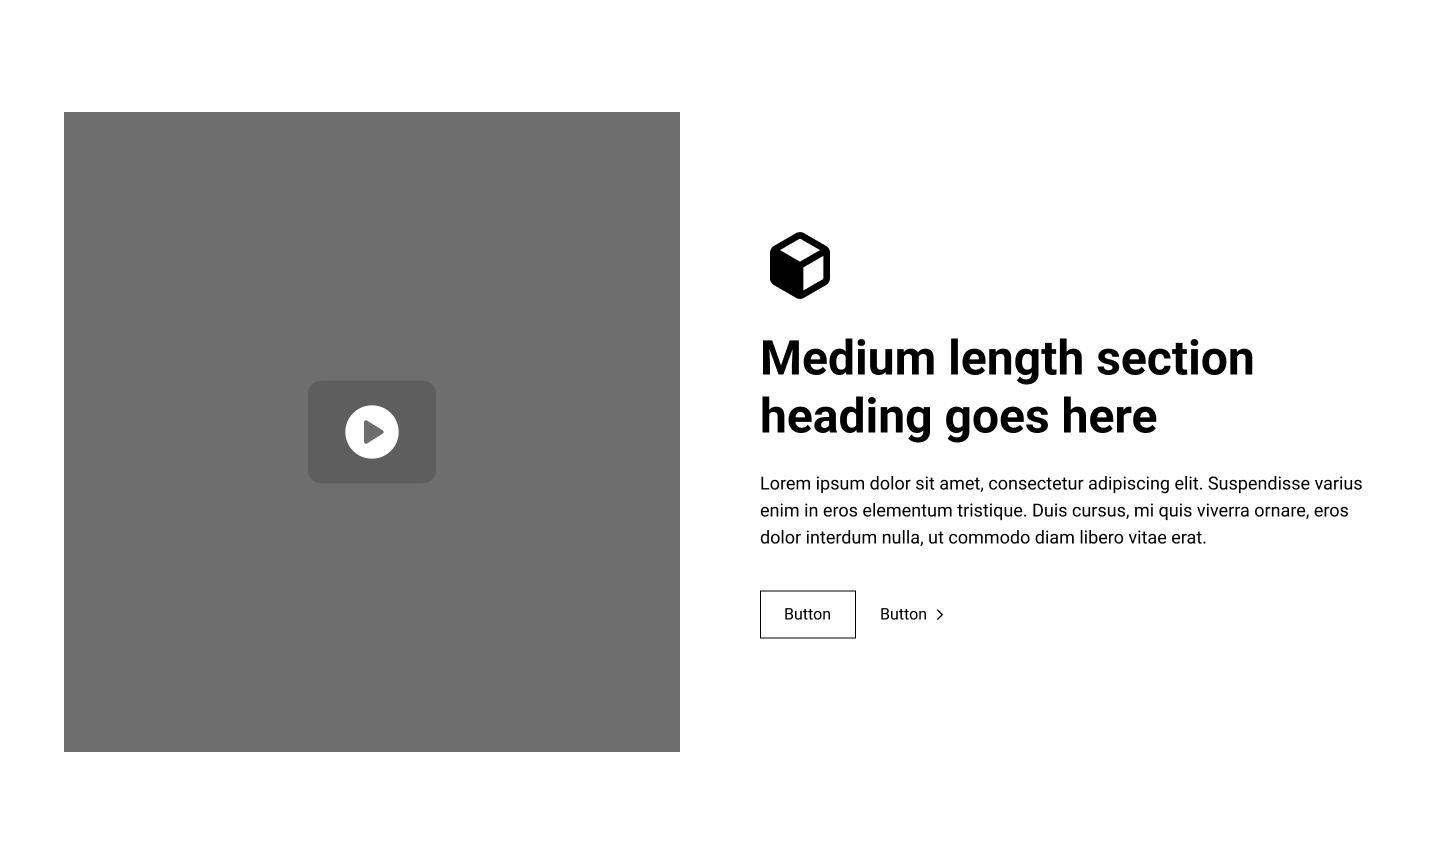 Medium length section
heading goes here
Lorem ipsum dolor sit amet, consectetur adipiscing elit. Suspendisse varius
enim in eros elementum tristique. Duis cursus, mi quis viverra ornare, eros
dolor interdum nulla, ut commodo diam libero vitae erat.
Button
Button